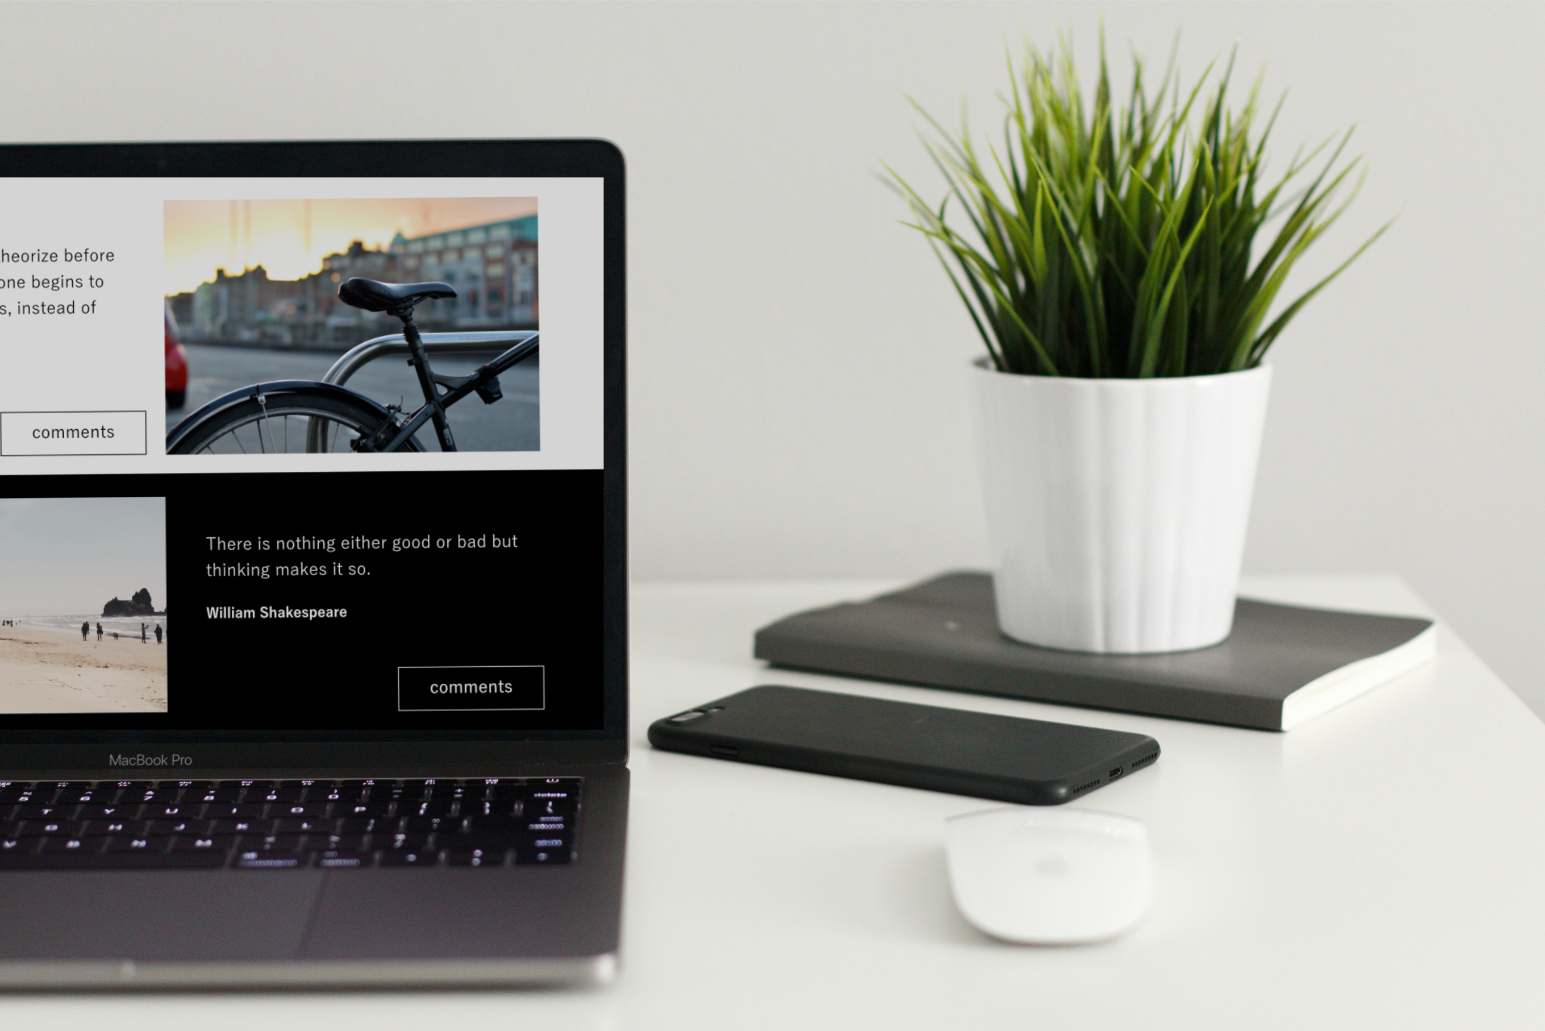 heorize before
one begins to
s, instead of
comments
There is nothing either good or bad but
thinking makes it so.
William Shakespeare
comments
MacBook Pro
delete
T Y U I O P
H J K L
B N M